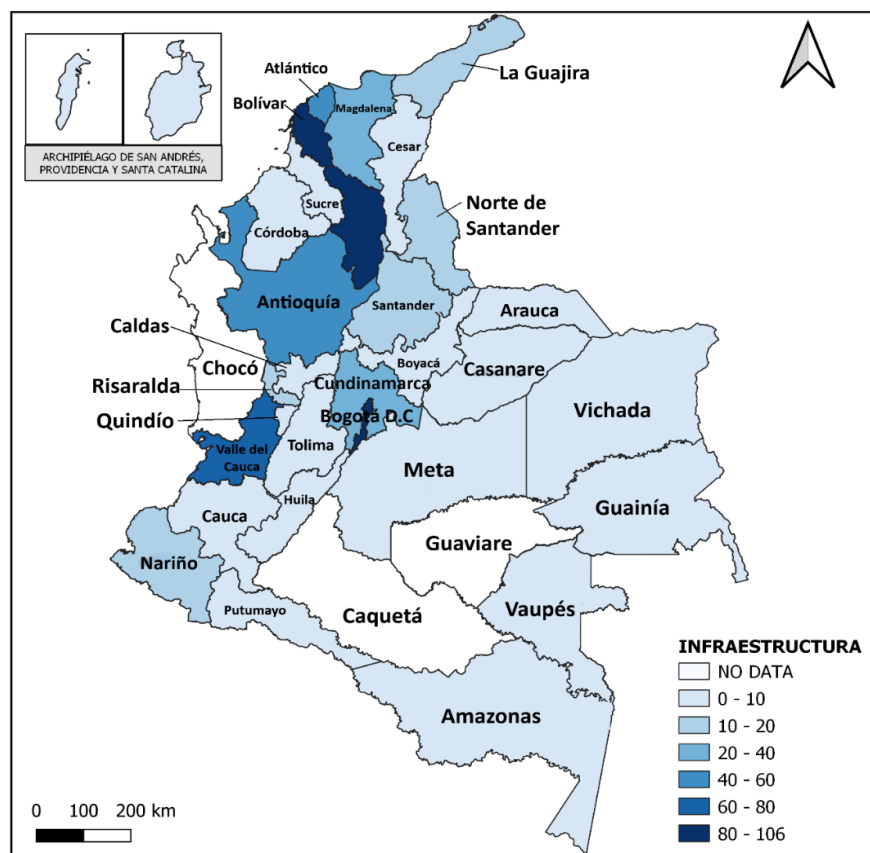 La Guajira
Atlántico
Bolívar
Magdalena
Cesar
ARCHIPIÉLAGO DE SAN ANDRÉS,
PROVIDENCIA Y SANTA CATALINA
Sucre
Norte de
Santander
Córdoba
Antioquía
Santander
Arauca
Caldas
Chocó
Boyacá
Casanare
Risaralda
Cundinamarca
Quindío
Bogotá D.C
Vichada
Valle del
Cauca
Tolima
Meta
Huila
Guainía
Cauca
Guaviare
Nariño
Putumayo
Caquetá
Vaupés
Amazonas
INFRAESTRUCTURA
NO DATA
0 - 10
10 - 20
20 - 40
40 - 60
60 - 80
80 - 106
0 100 200 km